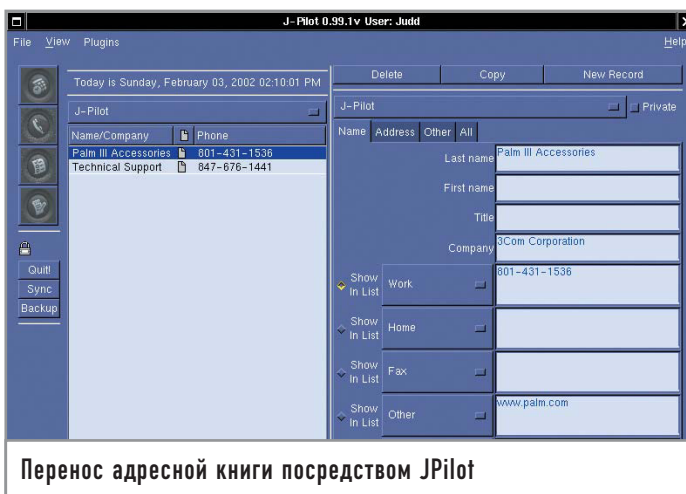 J-Pilot 0.99.1v User: Judd
File View Plugins Help
Today is Sunday, February 03, 2002 02:10:01 PM
Delete Copy New Record
J-Pilot
J-Pilot
Private
Name/Company Phone
Name Address Other All
Palm III Accessories 801-431-1536
Technical Support 847-676-1441
Last name Palm III Accessories
First name
Title
Company 3Com Corporation
Quit!
Sync
Backup
Show In List Work 801-431-1536
Show In List Home
Show In List Fax
Show In List Other www.palm.com
Перенос адресной книги посредством JPilot